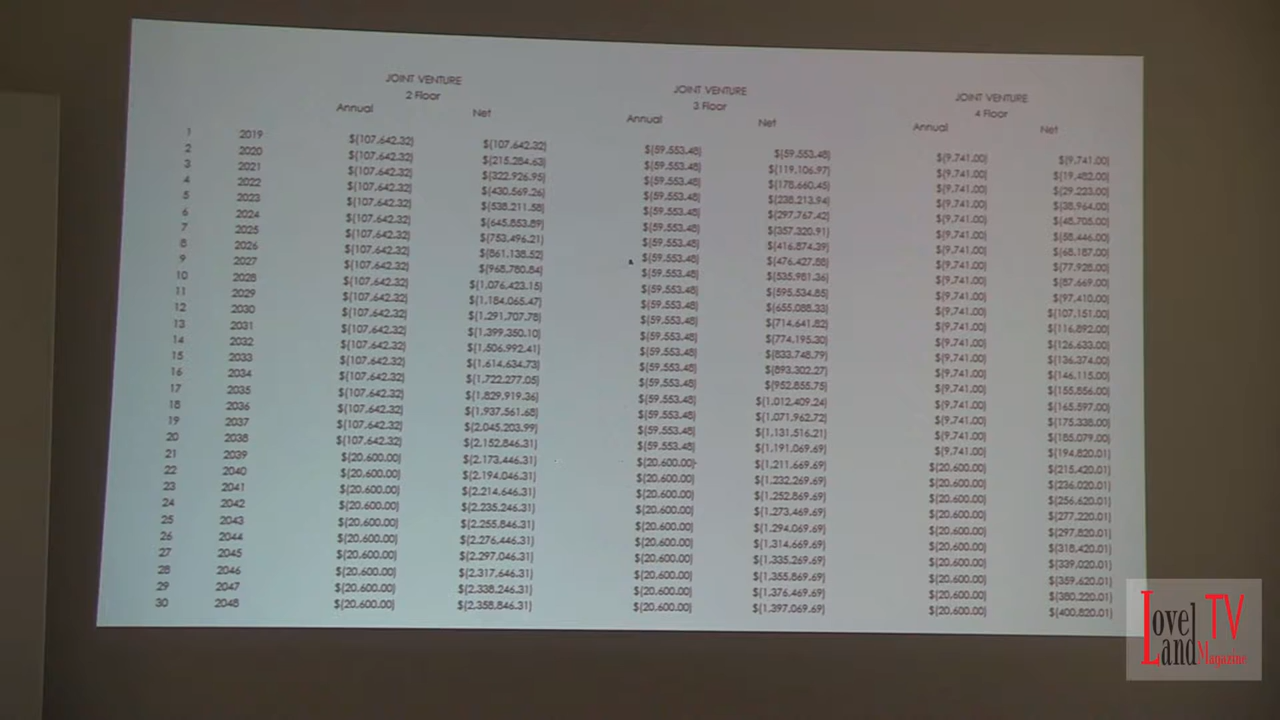 JOINT VENTURE JOINT VENTURE JOINT VENTURE
2 Floor 3 Floor 4 Floor
Annual Net Annual Net Annual Net
1 2019 $(107,642.32) $(107,642.32) $(59,553.48) $(59,553.48) $(9,741.00) $(9,741.00)
2 2020 $(107,642.32) $(215,284.63) $(59,553.48) $(119,106.97) $(9,741.00) $(19,482.00)
3 2021 $(107,642.32) $(322,926.95) $(59,553.48) $(178,660.45) $(9,741.00) $(29,223.00)
4 2022 $(107,642.32) $(430,569.26) $(59,553.48) $(238,213.94) $(9,741.00) $(38,964.00)
5 2023 $(107,642.32) $(538,211.58) $(59,553.48) $(297,767.42) $(9,741.00) $(48,705.00)
6 2024 $(107,642.32) $(645,853.89) $(59,553.48) $(357,320.91) $(9,741.00) $(58,446.00)
7 2025 $(107,642.32) $(753,496.21) $(59,553.48) $(416,874.39) $(9,741.00) $(68,187.00)
8 2026 $(107,642.32) $(861,138.52) $(59,553.48) $(476,427.88) $(9,741.00) $(77,928.00)
9 2027 $(107,642.32) $(968,780.84) $(59,553.48) $(535,981.36) $(9,741.00) $(87,669.00)
10 2028 $(107,642.32) $(1,076,423.15) $(59,553.48) $(595,534.85) $(9,741.00) $(97,410.00)
11 2029 $(107,642.32) $(1,184,065.47) $(59,553.48) $(655,088.33) $(9,741.00) $(107,151.00)
12 2030 $(107,642.32) $(1,291,707.78) $(59,553.48) $(714,641.82) $(9,741.00) $(116,892.00)
13 2031 $(107,642.32) $(1,399,350.10) $(59,553.48) $(774,195.30) $(9,741.00) $(126,633.00)
14 2032 $(107,642.32) $(1,506,992.41) $(59,553.48) $(833,748.79) $(9,741.00) $(136,374.00)
15 2033 $(107,642.32) $(1,614,634.73) $(59,553.48) $(893,302.27) $(9,741.00) $(146,115.00)
16 2034 $(107,642.32) $(1,722,277.05) $(59,553.48) $(952,855.75) $(9,741.00) $(155,856.00)
17 2035 $(107,642.32) $(1,829,919.36) $(59,553.48) $(1,012,409.24) $(9,741.00) $(165,597.00)
18 2036 $(107,642.32) $(1,937,561.68) $(59,553.48) $(1,071,962.72) $(9,741.00) $(175,338.00)
19 2037 $(107,642.32) $(2,045,203.99) $(59,553.48) $(1,131,516.21) $(9,741.00) $(185,079.00)
20 2038 $(107,642.32) $(2,152,846.31) $(59,553.48) $(1,191,069.69) $(9,741.00) $(194,820.01)
21 2039 $(20,600.00) $(2,173,446.31) $(20,600.00) $(1,211,669.69) $(20,600.00) $(215,420.01)
22 2040 $(20,600.00) $(2,194,046.31) $(20,600.00) $(1,232,269.69) $(20,600.00) $(236,020.01)
23 2041 $(20,600.00) $(2,214,646.31) $(20,600.00) $(1,252,869.69) $(20,600.00) $(256,620.01)
24 2042 $(20,600.00) $(2,235,246.31) $(20,600.00) $(1,273,469.69) $(20,600.00) $(277,220.01)
25 2043 $(20,600.00) $(2,255,846.31) $(20,600.00) $(1,294,069.69) $(20,600.00) $(297,820.01)
26 2044 $(20,600.00) $(2,276,446.31) $(20,600.00) $(1,314,669.69) $(20,600.00) $(318,420.01)
27 2045 $(20,600.00) $(2,297,046.31) $(20,600.00) $(1,335,269.69) $(20,600.00) $(339,020.01)
28 2046 $(20,600.00) $(2,317,646.31) $(20,600.00) $(1,355,869.69) $(20,600.00) $(359,620.01)
29 2047 $(20,600.00) $(2,338,246.31) $(20,600.00) $(1,376,469.69) $(20,600.00) $(380,220.01)
30 2048 $(20,600.00) $(2,358,846.31) $(20,600.00) $(1,397,069.69) $(20,600.00) $(400,820.01)
Lovel TV
Land Magazine